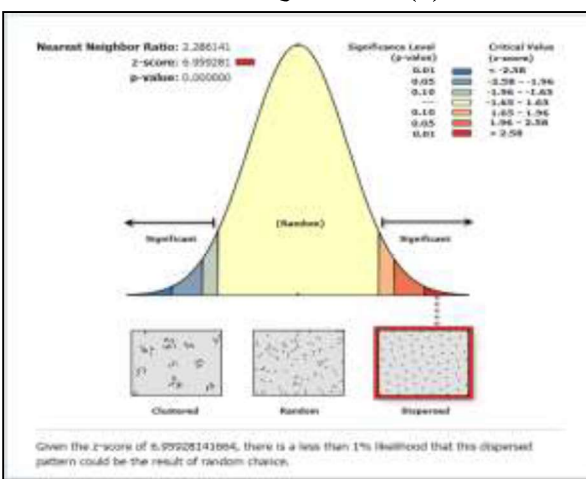 Nearest Neighbor Ratio: 2.286141
z-score: 6.959281
p-value: 0.000000
Significance Level
(p-value)
Critical Value
(z-score)
0.01 < -2.58
0.05 -2.58 - -1.96
0.10 -1.96 - -1.65
--- -1.65 - 1.65
0.10 1.65 - 1.96
0.05 1.96 - 2.58
0.01 > 2.58
(Random)
Significant
Significant
Clustered
Random
Dispersed
Given the z-score of 6.95928141664, there is a less than 1% likelihood that this dispersed
pattern could be the result of random chance.